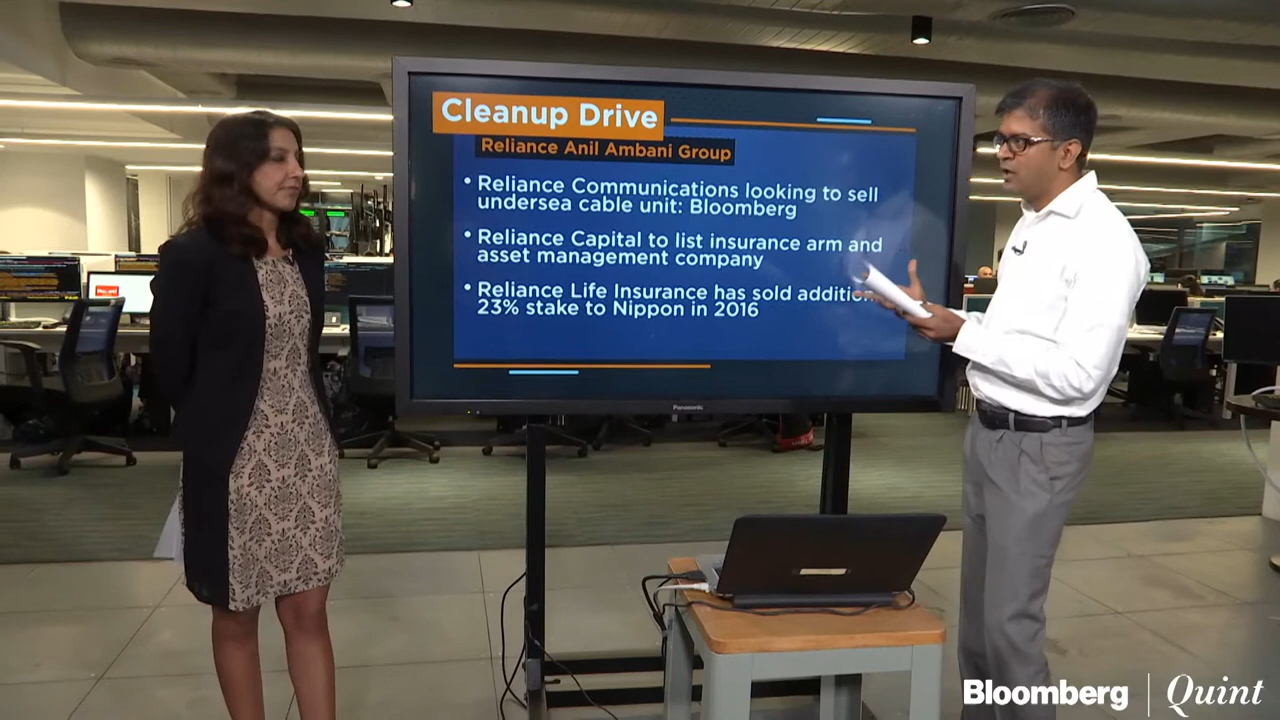 Cleanup Drive
Reliance Anil Ambani Group
• Reliance Communications looking to sell
undersea cable unit: Bloomberg
• Reliance Capital to list insurance arm and
asset management company
• Reliance Life Insurance has sold
23% stake to Nippon in 2016
Panasonic
Bloomberg | Quint